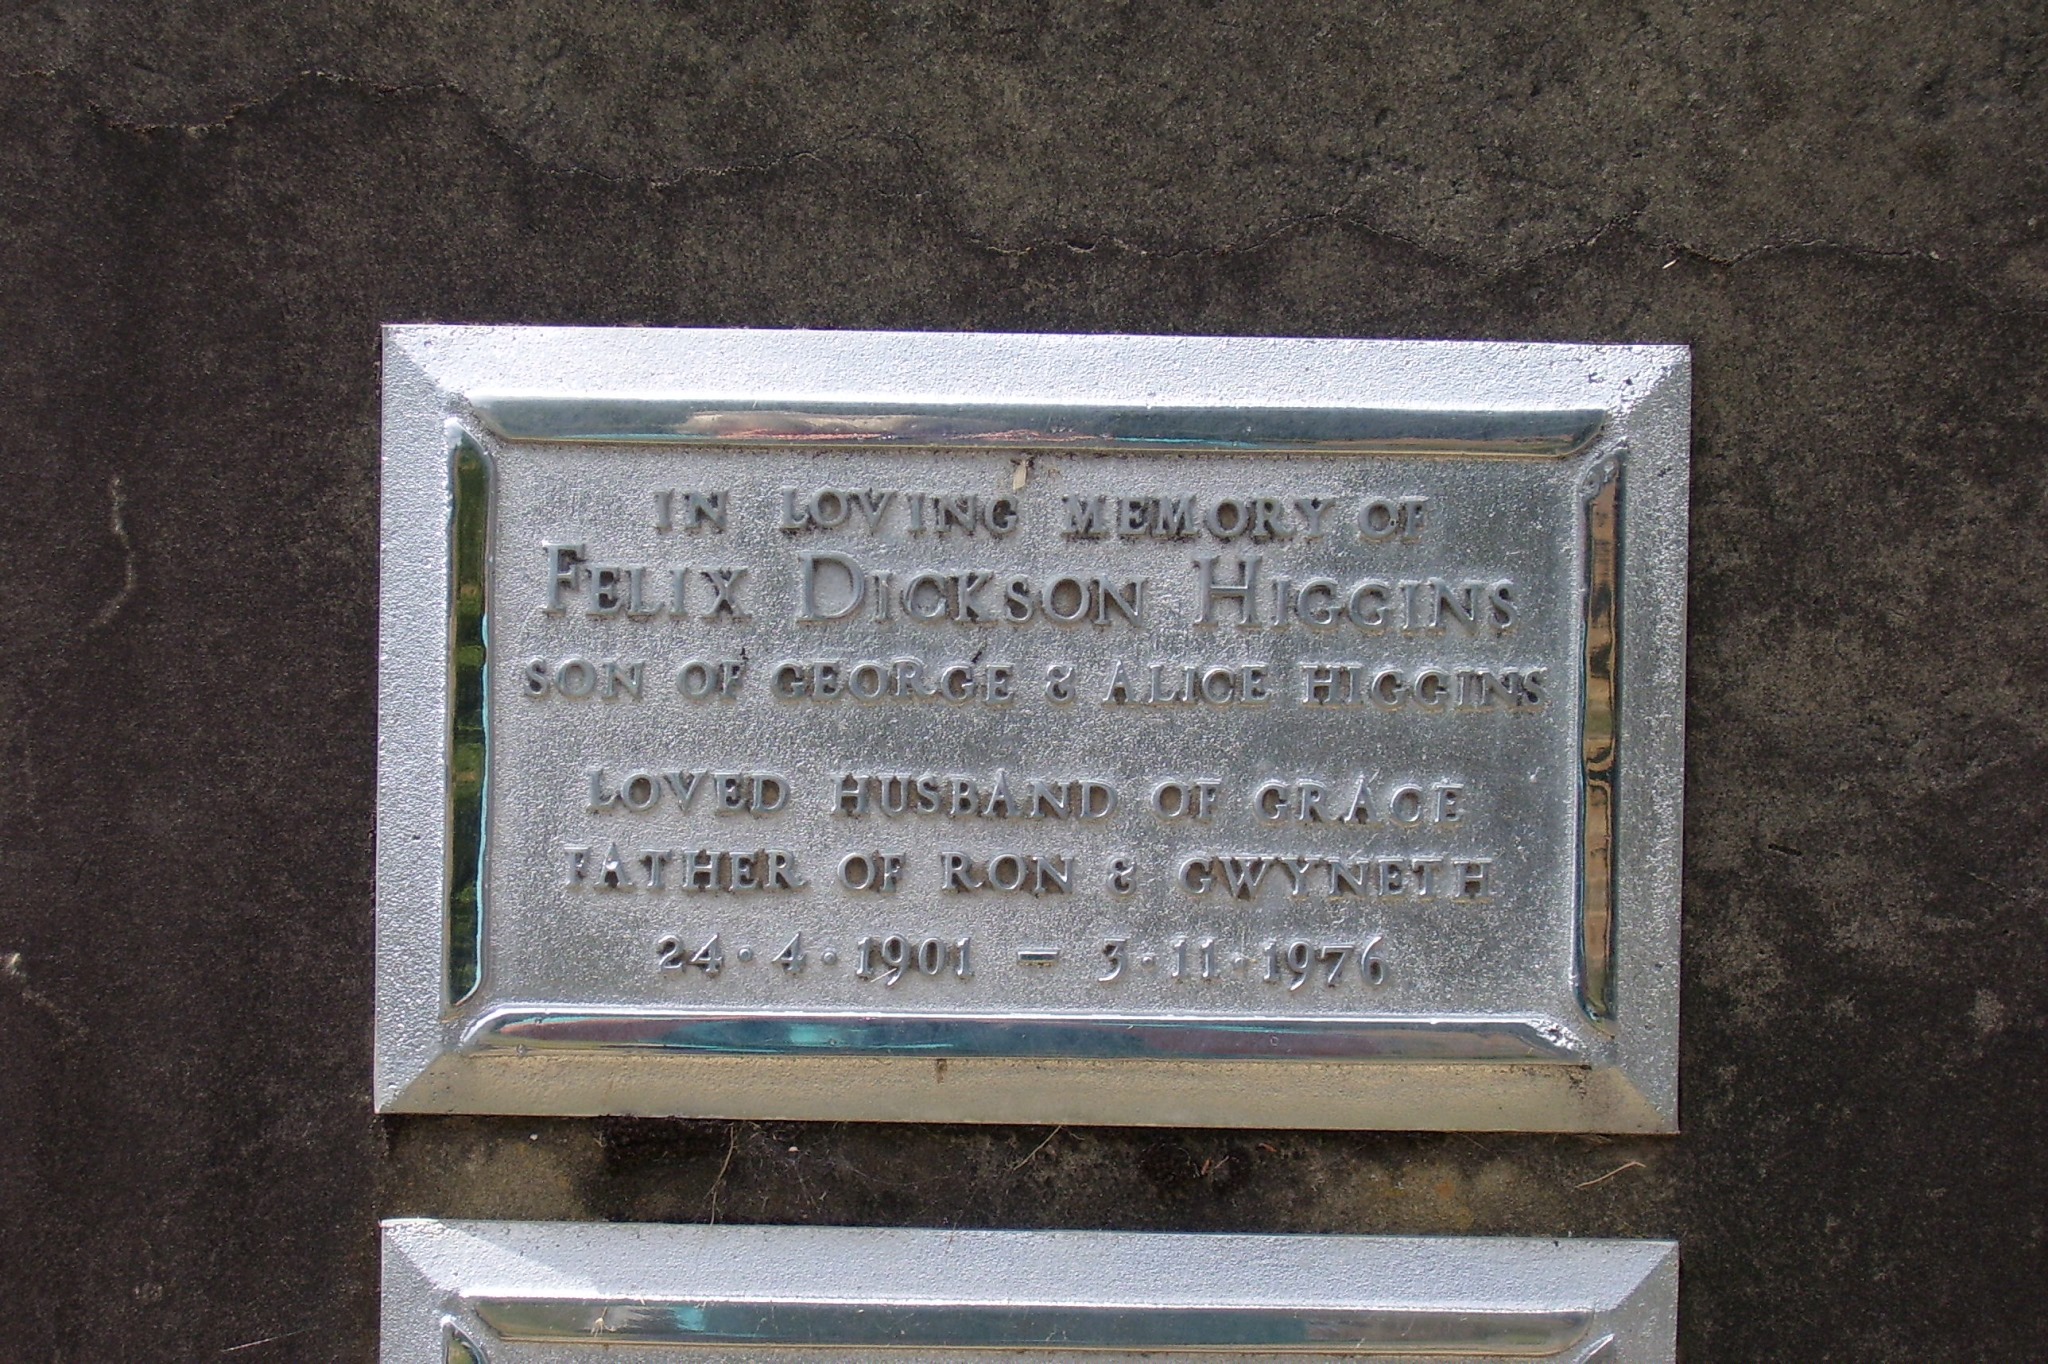 IN LOVING MEMORY OF
FELIX DICKSON HIGGINS
SON OF GEORGE & ALICE HIGGINS
LOVED HUSBAND OF GRACE
FATHER OF RON & GWYNETH
24·4·1901 – 3·11·1976